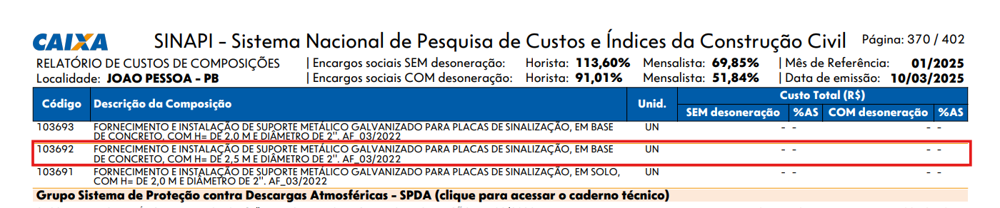 CAIXA SINAPI - Sistema Nacional de Pesquisa de Custos e Índices da Construção Civil Página: 370 / 402
RELATÓRIO DE CUSTOS DE COMPOSIÇÕES | Encargos sociais SEM desoneração: Horista: 113,60% Mensalista: 69,85% | Mês de Referência: 01/2025
Localidade: JOAO PESSOA - PB | Encargos sociais COM desoneração: Horista: 91,01% Mensalista: 51,84% | Data de emissão: 10/03/2025
Código Descrição da Composição Unid. Custo Total (R$)
SEM desoneração %AS COM desoneração %AS
103693 FORNECIMENTO E INSTALAÇÃO DE SUPORTE METÁLICO GALVANIZADO PARA PLACAS DE SINALIZAÇÃO, EM BASE UN - - - -
DE CONCRETO, COM H= DE 2,0 M E DIÂMETRO DE 2''. AF_03/2022
103692 FORNECIMENTO E INSTALAÇÃO DE SUPORTE METÁLICO GALVANIZADO PARA PLACAS DE SINALIZAÇÃO, EM BASE UN - - - -
DE CONCRETO, COM H= DE 2,5 M E DIÂMETRO DE 2''. AF_03/2022
103691 FORNECIMENTO E INSTALAÇÃO DE SUPORTE METÁLICO GALVANIZADO PARA PLACAS DE SINALIZAÇÃO, EM SOLO, UN - - - -
COM H= DE 2,0 M E DIÂMETRO DE 2''. AF_03/2022
Grupo Sistema de Proteção contra Descargas Atmosféricas - SPDA (clique para acessar o caderno técnico)